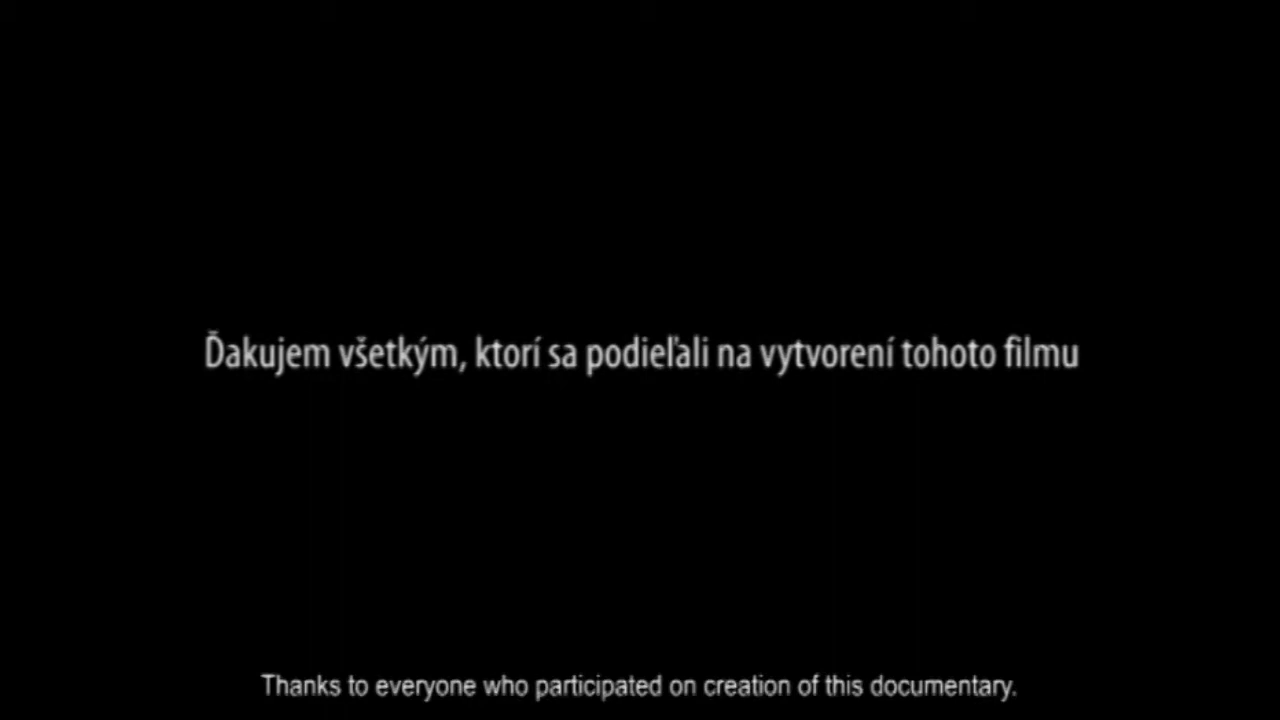 Ďakujem všetkým, ktorí sa podieľali na vytvorení tohoto filmu
Thanks to everyone who participated on creation of this documentary.